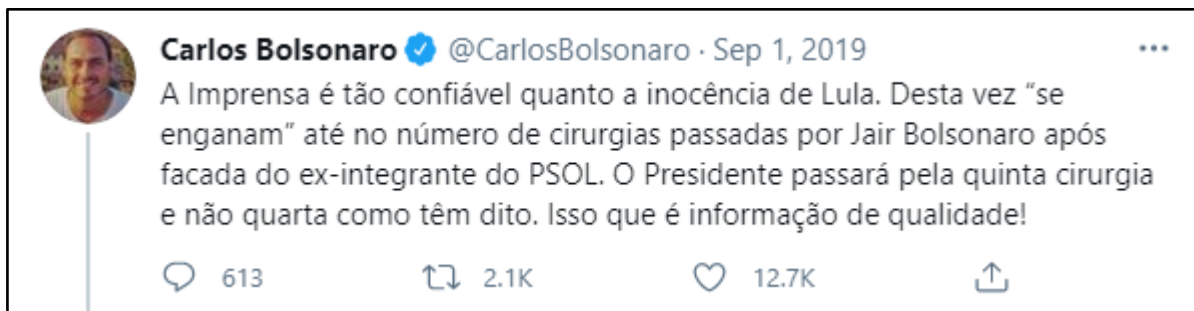 Carlos Bolsonaro @CarlosBolsonaro · Sep 1, 2019
A Imprensa é tão confiável quanto a inocência de Lula. Desta vez “se
enganam” até no número de cirurgias passadas por Jair Bolsonaro após
facada do ex-integrante do PSOL. O Presidente passará pela quinta cirurgia
e não quarta como têm dito. Isso que é informação de qualidade!
613 2.1K 12.7K